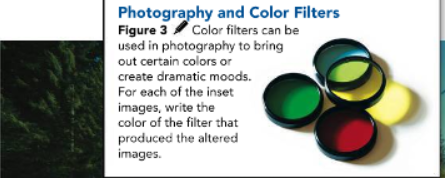 Photography and Color Filters
Figure 3 Color filters can be
used in photography to bring
out certain colors or
create dramatic moods.
For each of the inset
images, write the
color of the filter that
produced the altered
images.